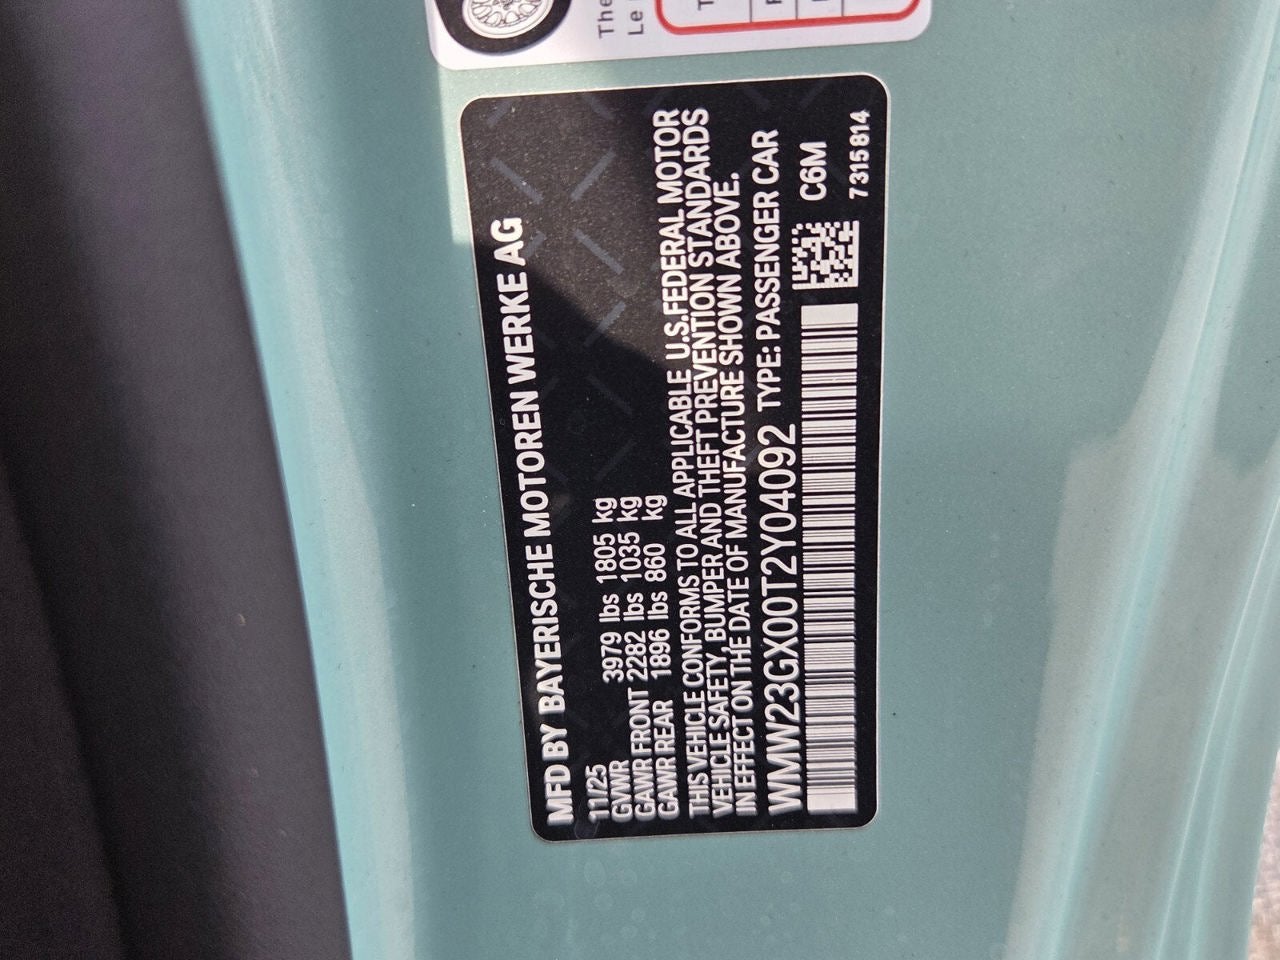 MFD BY BAYERISCHE MOTOREN WERKE AG
11/25
GVWR 3979 lbs 1805 kg
GAWR FRONT 2282 lbs 1035 kg
GAWR REAR 1896 lbs 860 kg
THIS VEHICLE CONFORMS TO ALL APPLICABLE U.S.FEDERAL MOTOR
VEHICLE SAFETY, BUMPER AND THEFT PREVENTION STANDARDS
IN EFFECT ON THE DATE OF MANUFACTURE SHOWN ABOVE.
WMW23GX00T2Y04092 TYPE: PASSENGER CAR
C6M
7315814
The
Le